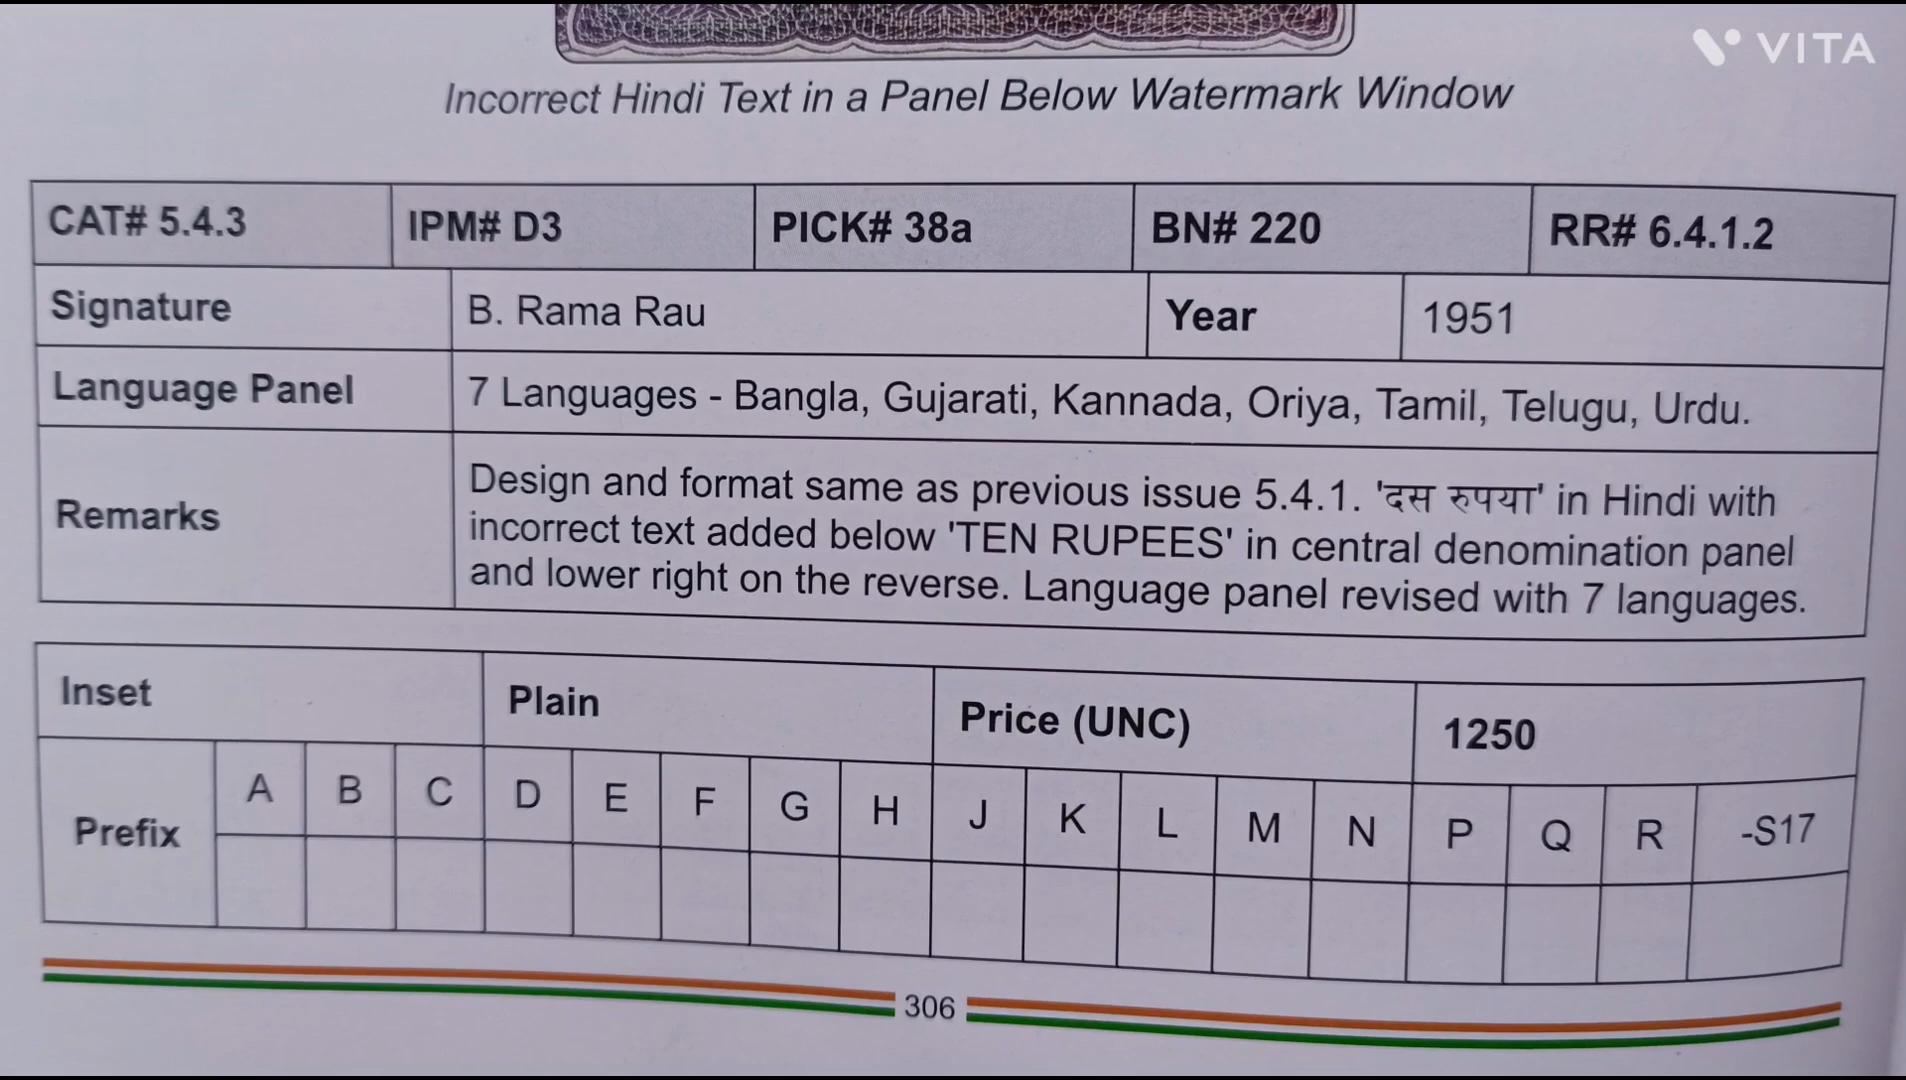 VITA
Incorrect Hindi Text in a Panel Below Watermark Window
CAT# 5.4.3 IPM# D3 PICK# 38a BN# 220 RR# 6.4.1.2
Signature B. Rama Rau Year 1951
Language Panel 7 Languages - Bangla, Gujarati, Kannada, Oriya, Tamil, Telugu, Urdu.
Remarks
Design and format same as previous issue 5.4.1. 'दस रुपया' in Hindi with
incorrect text added below 'TEN RUPEES' in central denomination panel
and lower right on the reverse. Language panel revised with 7 languages.
Inset Plain Price (UNC) 1250
Prefix A B C D E F G H J K L M N P Q R -S17
306